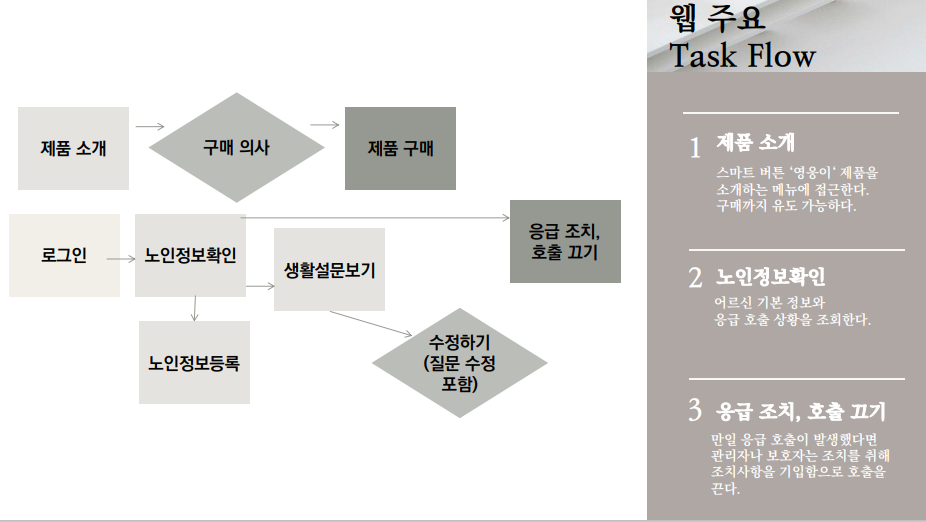 웹 주요
Task Flow
제품 소개
구매 의사
제품 구매
로그인
노인정보확인
응급 조치,
호출 끄기
생활설문보기
노인정보등록
수정하기
(질문 수정
포함)
1 제품 소개
스마트 버튼 '영웅이' 제품을
소개하는 메뉴에 접근한다.
구매까지 유도 가능하다.
2 노인정보확인
어르신 기본 정보와
응급 호출 상황을 조회한다.
3 응급 조치, 호출 끄기
만일 응급 호출이 발생했다면
관리자나 보호자는 조치를 취해
조치사항을 기입함으로 호출을
끈다.